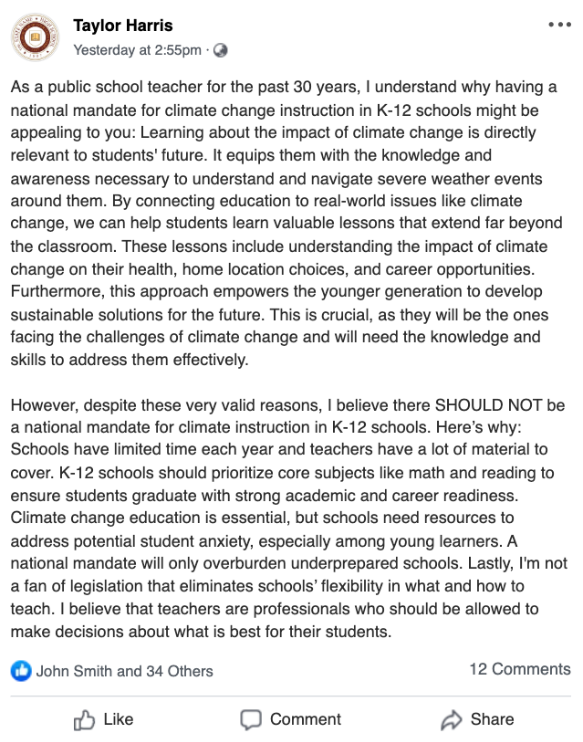 Taylor Harris
Yesterday at 2:55pm ·
As a public school teacher for the past 30 years, I understand why having a
national mandate for climate change instruction in K-12 schools might be
appealing to you: Learning about the impact of climate change is directly
relevant to students' future. It equips them with the knowledge and
awareness necessary to understand and navigate severe weather events
around them. By connecting education to real-world issues like climate
change, we can help students learn valuable lessons that extend far beyond
the classroom. These lessons include understanding the impact of climate
change on their health, home location choices, and career opportunities.
Furthermore, this approach empowers the younger generation to develop
sustainable solutions for the future. This is crucial, as they will be the ones
facing the challenges of climate change and will need the knowledge and
skills to address them effectively.
However, despite these very valid reasons, I believe there SHOULD NOT be
a national mandate for climate instruction in K-12 schools. Here’s why:
Schools have limited time each year and teachers have a lot of material to
cover. K-12 schools should prioritize core subjects like math and reading to
ensure students graduate with strong academic and career readiness.
Climate change education is essential, but schools need resources to
address potential student anxiety, especially among young learners. A
national mandate will only overburden underprepared schools. Lastly, I'm not
a fan of legislation that eliminates schools’ flexibility in what and how to
teach. I believe that teachers are professionals who should be allowed to
make decisions about what is best for their students.
John Smith and 34 Others
12 Comments
Like
Comment
Share